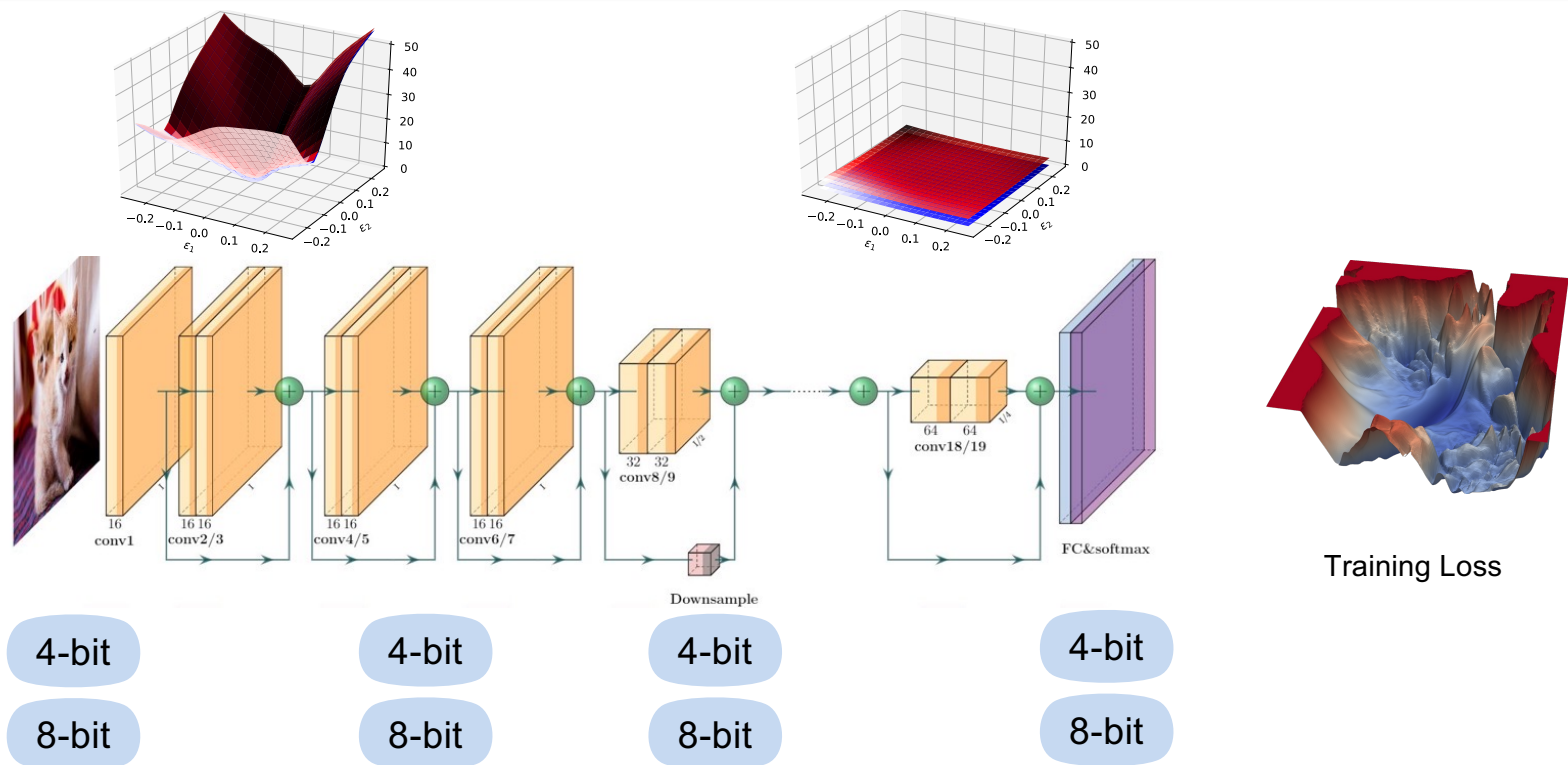 50
40
30
20
10
0
0.2
0.1
0.0
−0.1
−0.2
ε2
−0.2
−0.1
0.0
0.1
0.2
ε1
50
40
30
20
10
0
0.2
0.1
0.0
−0.1
−0.2
ε2
−0.2
−0.1
0.0
0.1
0.2
ε1
16
1
conv1
16 16
1
conv2/3
16 16
1
conv4/5
16 16
1
conv6/7
32 32
1/2
conv8/9
Downsample
64 64
1/4
conv18/19
FC&softmax
Training Loss
4-bit 4-bit 4-bit 4-bit
8-bit 8-bit 8-bit 8-bit